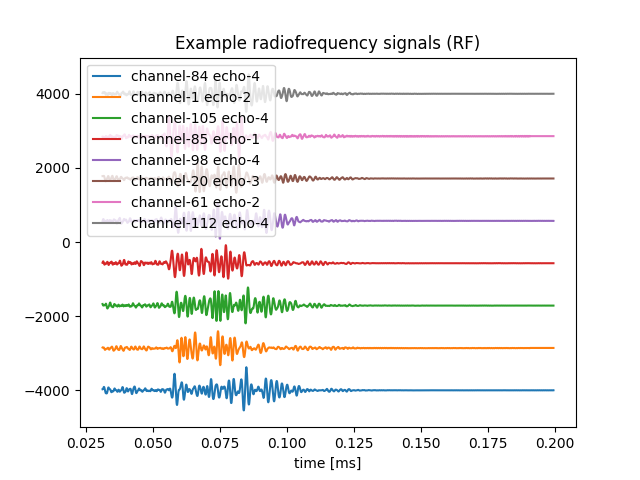 Example radiofrequency signals (RF)
channel-84 echo-4
channel-1 echo-2
channel-105 echo-4
channel-85 echo-1
channel-98 echo-4
channel-20 echo-3
channel-61 echo-2
channel-112 echo-4
4000
2000
0
−2000
−4000
0.025 0.050 0.075 0.100 0.125 0.150 0.175 0.200
time [ms]